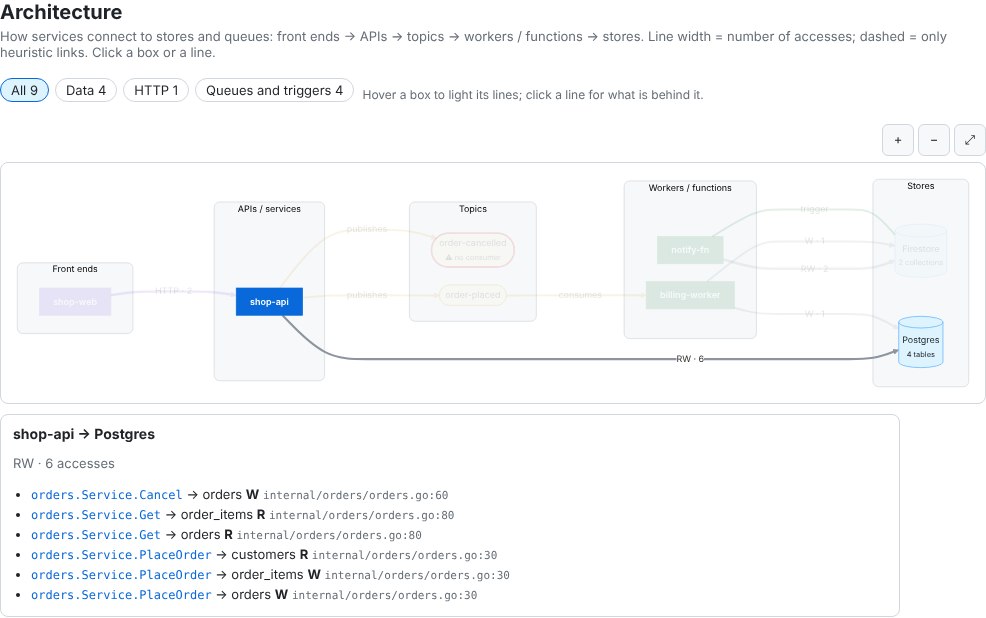 Architecture
How services connect to stores and queues: front ends → APIs → topics → workers / functions → stores. Line width = number of accesses; dashed = only
heuristic links. Click a box or a line.
All 9
Data 4
HTTP 1
Queues and triggers 4
Hover a box to light its lines; click a line for what is behind it.
+
−
⤢
Front ends
shop-web
HTTP · 2
APIs / services
shop-api
publishes
publishes
Topics
order-cancelled
⚠ no consumer
order-placed
consumes
Workers / functions
notify-fn
billing-worker
trigger
W · 1
RW · 2
W · 1
RW · 6
Stores
Firestore
2 collections
Postgres
4 tables
shop-api → Postgres
RW · 6 accesses
• orders.Service.Cancel → orders W internal/orders/orders.go:60
• orders.Service.Get → order_items R internal/orders/orders.go:80
• orders.Service.Get → orders R internal/orders/orders.go:80
• orders.Service.PlaceOrder → customers R internal/orders/orders.go:30
• orders.Service.PlaceOrder → order_items W internal/orders/orders.go:30
• orders.Service.PlaceOrder → orders W internal/orders/orders.go:30